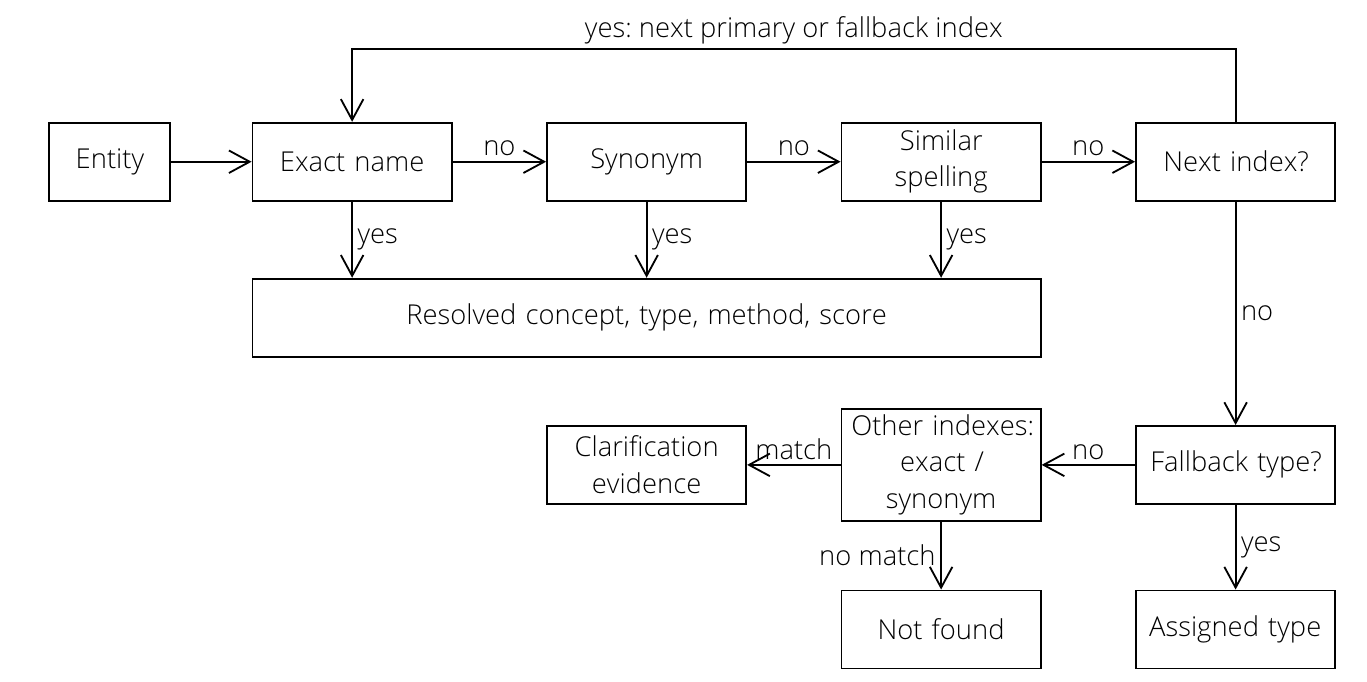 yes: next primary or fallback index
Entity
Exact name
no
Synonym
no
Similar
spelling
no
Next index?
yes
yes
yes
Resolved concept, type, method, score
no
Clarification
evidence
match
Other indexes:
exact /
synonym
no
Fallback type?
no match
yes
Not found
Assigned type